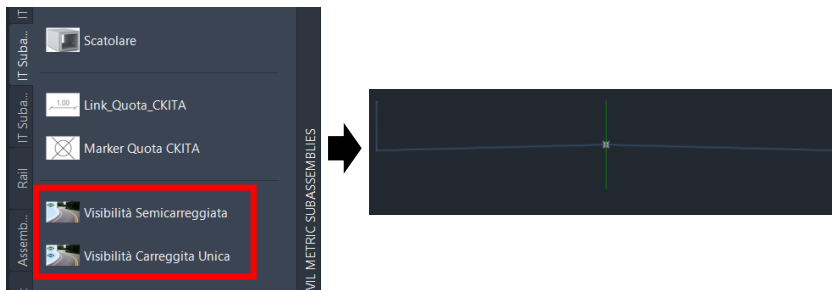 IT
IT Suba...
IT Suba...
Rail
Assemb...
Scatolare
1.00
Link_Quota_CKITA
Marker Quota CKITA
Visibilità Semicarreggiata
Visibilità Carreggita Unica
VIL METRIC SUBASSEMBLIES